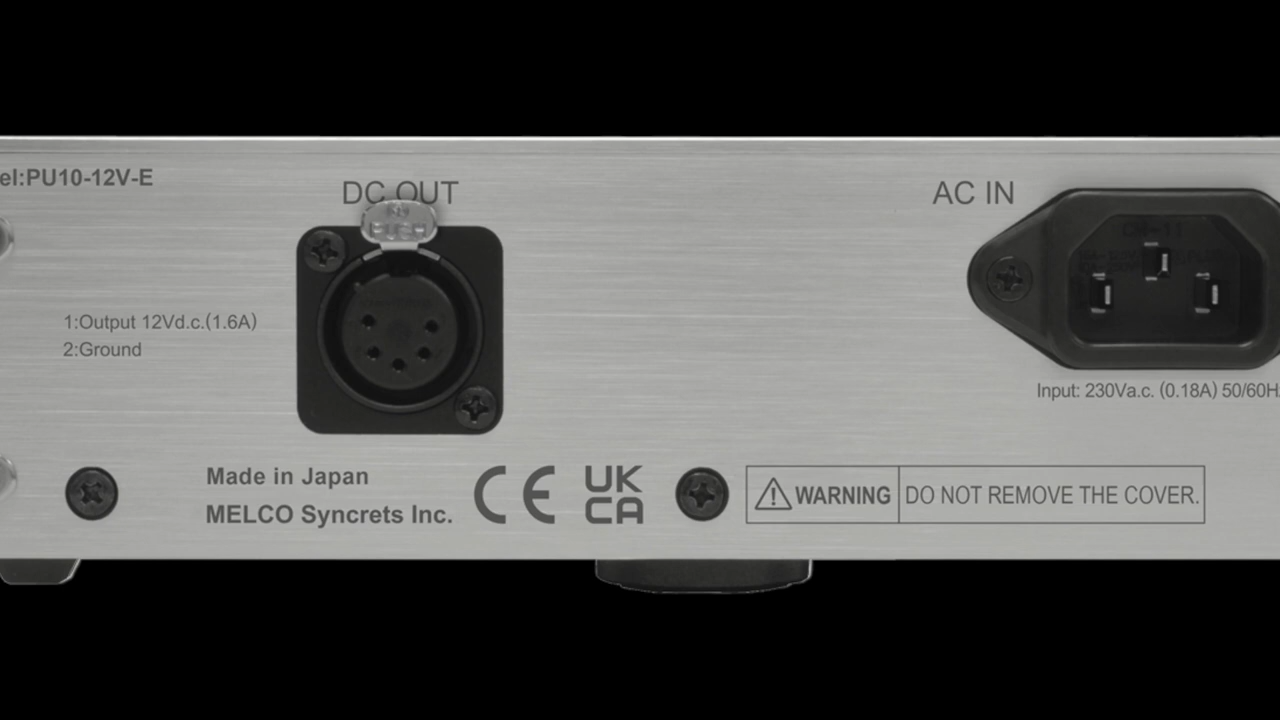 el:PU10-12V-E
DC OUT
PUSH
AC IN
1:Output 12Vd.c.(1.6A)
2:Ground
Input: 230Va.c. (0.18A) 50/60H
Made in Japan
MELCO Syncrets Inc.
CE
UK
CA
WARNING
DO NOT REMOVE THE COVER.